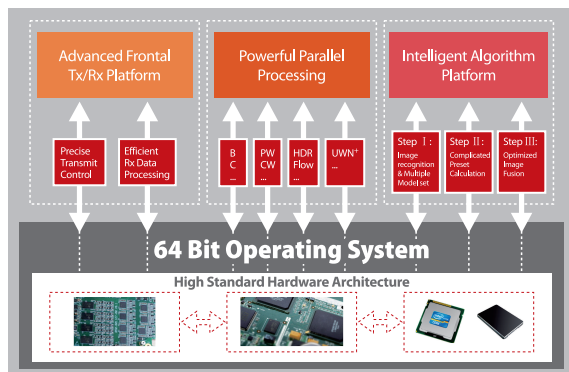 Advanced Frontal
Tx/Rx Platform
Powerful Parallel
Processing
Intelligent Algorithm
Platform
Precise
Transmit
Control
Efficient
Rx Data
Processing
B
C
...
PW
CW
...
HDR
Flow
...
UWN+
...
Step Ⅰ:
Image
recognition
& Multiple
Model set
Step Ⅱ:
Complicated
Preset
Calculation
Step Ⅲ:
Optimized
Image
Fusion
64 Bit Operating System
High Standard Hardware Architecture